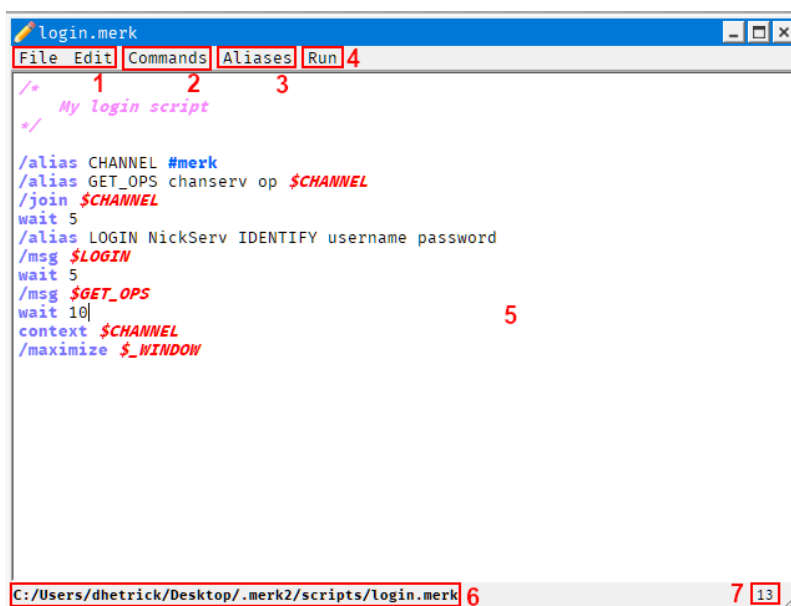 login.merk
File Edit Commands Aliases Run 4
1 2 3
/*
My login script
*/
/alias CHANNEL #merk
/alias GET_OPS chanserv op $CHANNEL
/join $CHANNEL
wait 5
/alias LOGIN NickServ IDENTIFY username password
/msg $LOGIN
wait 5
/msg $GET_OPS
wait 10
5
context $CHANNEL
/maximize $_WINDOW
C:/Users/dhetrick/Desktop/.merk2/scripts/login.merk 6 7 13